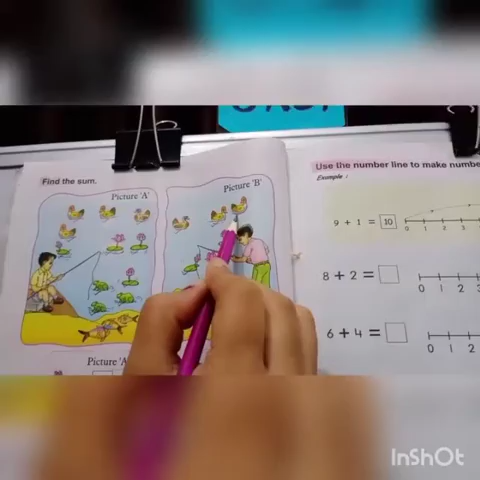 Find the sum.
Picture 'A'
Picture 'B'
Picture 'A
Use the number line to make numbe
Example :
9 + 1 = 10
0 1 2 3
8 + 2 =
0 1 2 3
6 + 4 =
0 1 2
InShOt